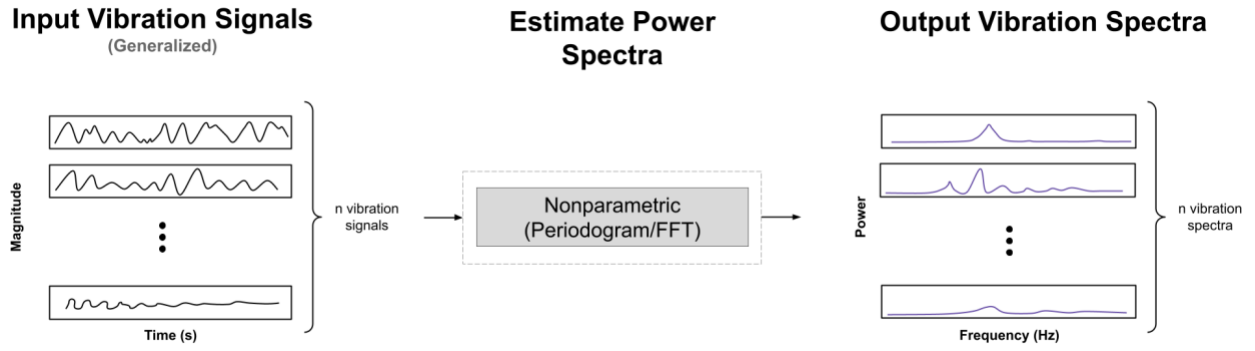 Input Vibration Signals
(Generalized)
Magnitude
Time (s)
n vibration
signals
Estimate Power
Spectra
Nonparametric
(Periodogram/FFT)
Output Vibration Spectra
Power
Frequency (Hz)
n vibration
spectra